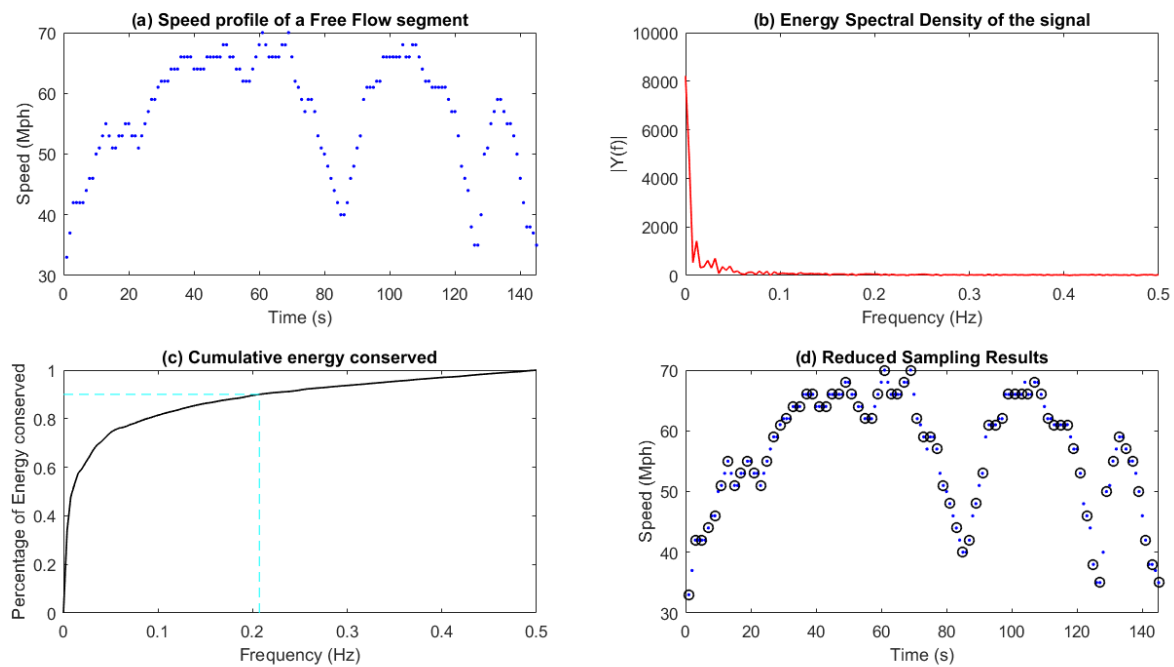 (a) Speed profile of a Free Flow segment
70
60
50
40
30
Speed (Mph)
0 20 40 60 80 100 120 140
Time (s)
(b) Energy Spectral Density of the signal
10000
8000
6000
4000
2000
0
|Y(f)|
0 0.1 0.2 0.3 0.4 0.5
Frequency (Hz)
(c) Cumulative energy conserved
1
0.8
0.6
0.4
0.2
0
Percentage of Energy conserved
0 0.1 0.2 0.3 0.4 0.5
Frequency (Hz)
(d) Reduced Sampling Results
70
60
50
40
30
Speed (Mph)
0 20 40 60 80 100 120 140
Time (s)